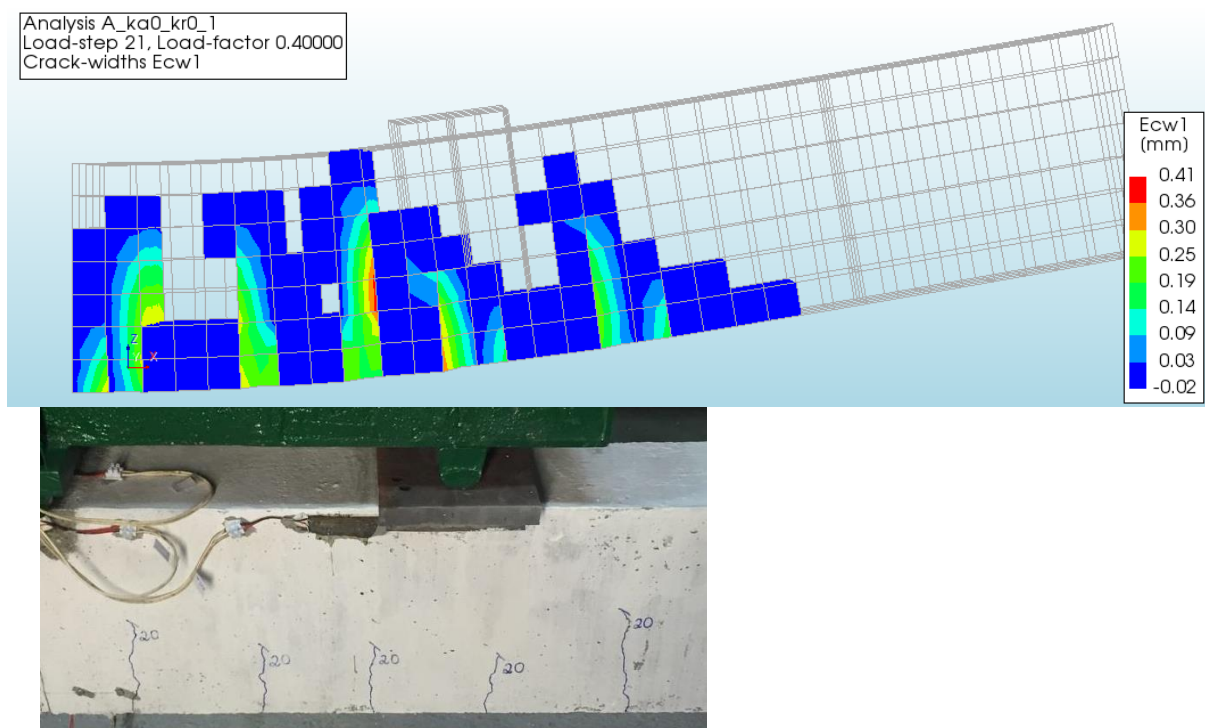 Analysis A_ka0_kr0_1
Load-step 21, Load-factor 0.40000
Crack-widths Ecw1
Ecw1
(mm)
0.41
0.36
0.30
0.25
0.19
0.14
0.09
0.03
-0.02
Z
Y X
20
20
20
20
20